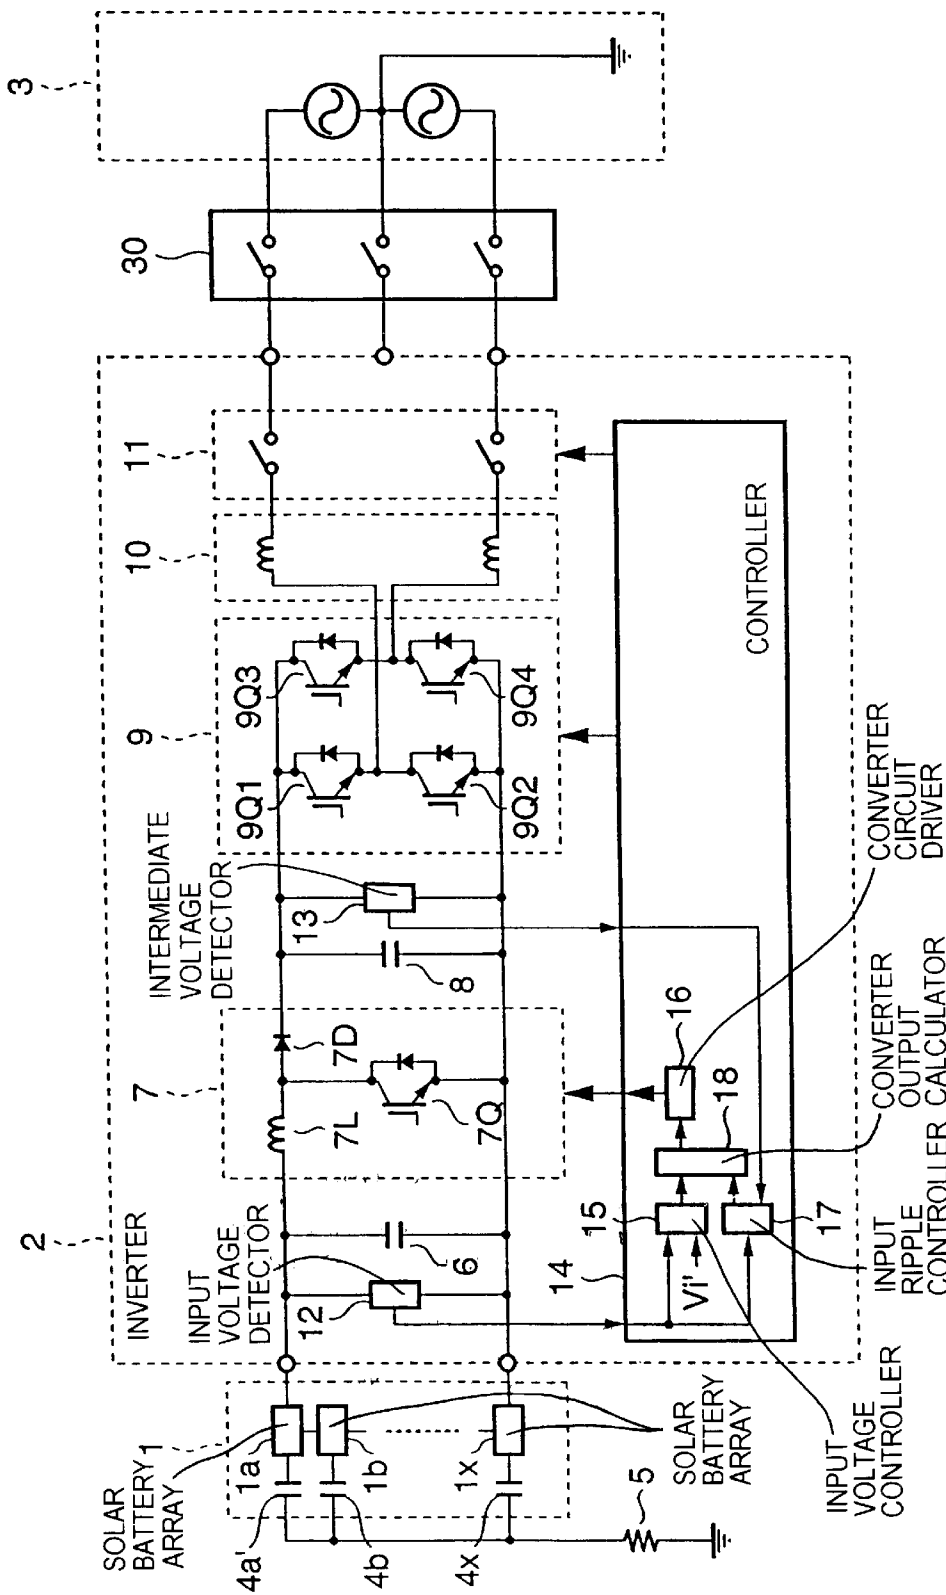 3
30
2
INVERTER
11
10
9
9Q1
9Q3
9Q2
9Q4
INTERMEDIATE
VOLTAGE
DETECTOR
13
8
7
7L
7D
7Q
INPUT
VOLTAGE
DETECTOR
12
6
SOLAR
BATTERY
ARRAY
1
1a
1b
1x
4a'
4b
4x
5
SOLAR
BATTERY
ARRAY
14
15
16
17
18
Vi'
CONTROLLER
INPUT
VOLTAGE
CONTROLLER
INPUT
RIPPLE
CONTROLLER
CONVERTER
OUTPUT
CALCULATOR
CONVERTER
CIRCUIT
DRIVER